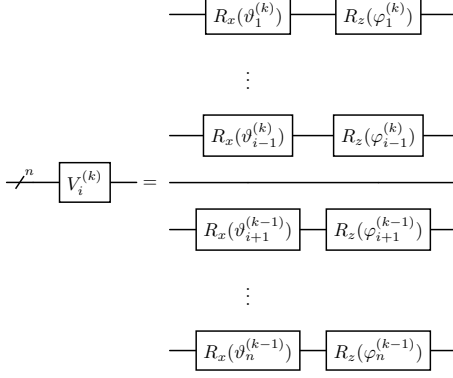 R_x(ϑ_1^{(k)}) R_z(φ_1^{(k)})
⋮
R_x(ϑ_{i−1}^{(k)}) R_z(φ_{i−1}^{(k)})
n V_i^{(k)} =
R_x(ϑ_{i+1}^{(k−1)}) R_z(φ_{i+1}^{(k−1)})
⋮
R_x(ϑ_n^{(k−1)}) R_z(φ_n^{(k−1)})